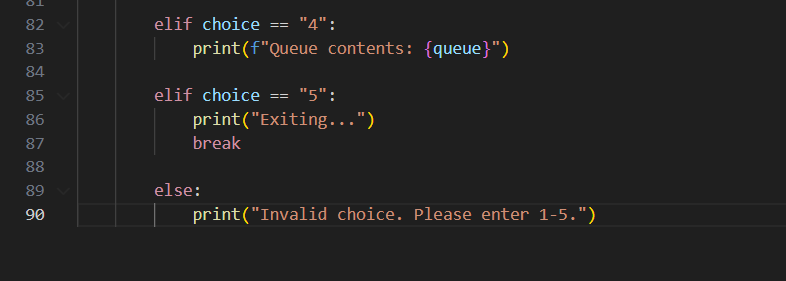 81
82 elif choice == "4":
83 print(f"Queue contents: {queue}")
84
85 elif choice == "5":
86 print("Exiting...")
87 break
88
89 else:
90 print("Invalid choice. Please enter 1-5.")